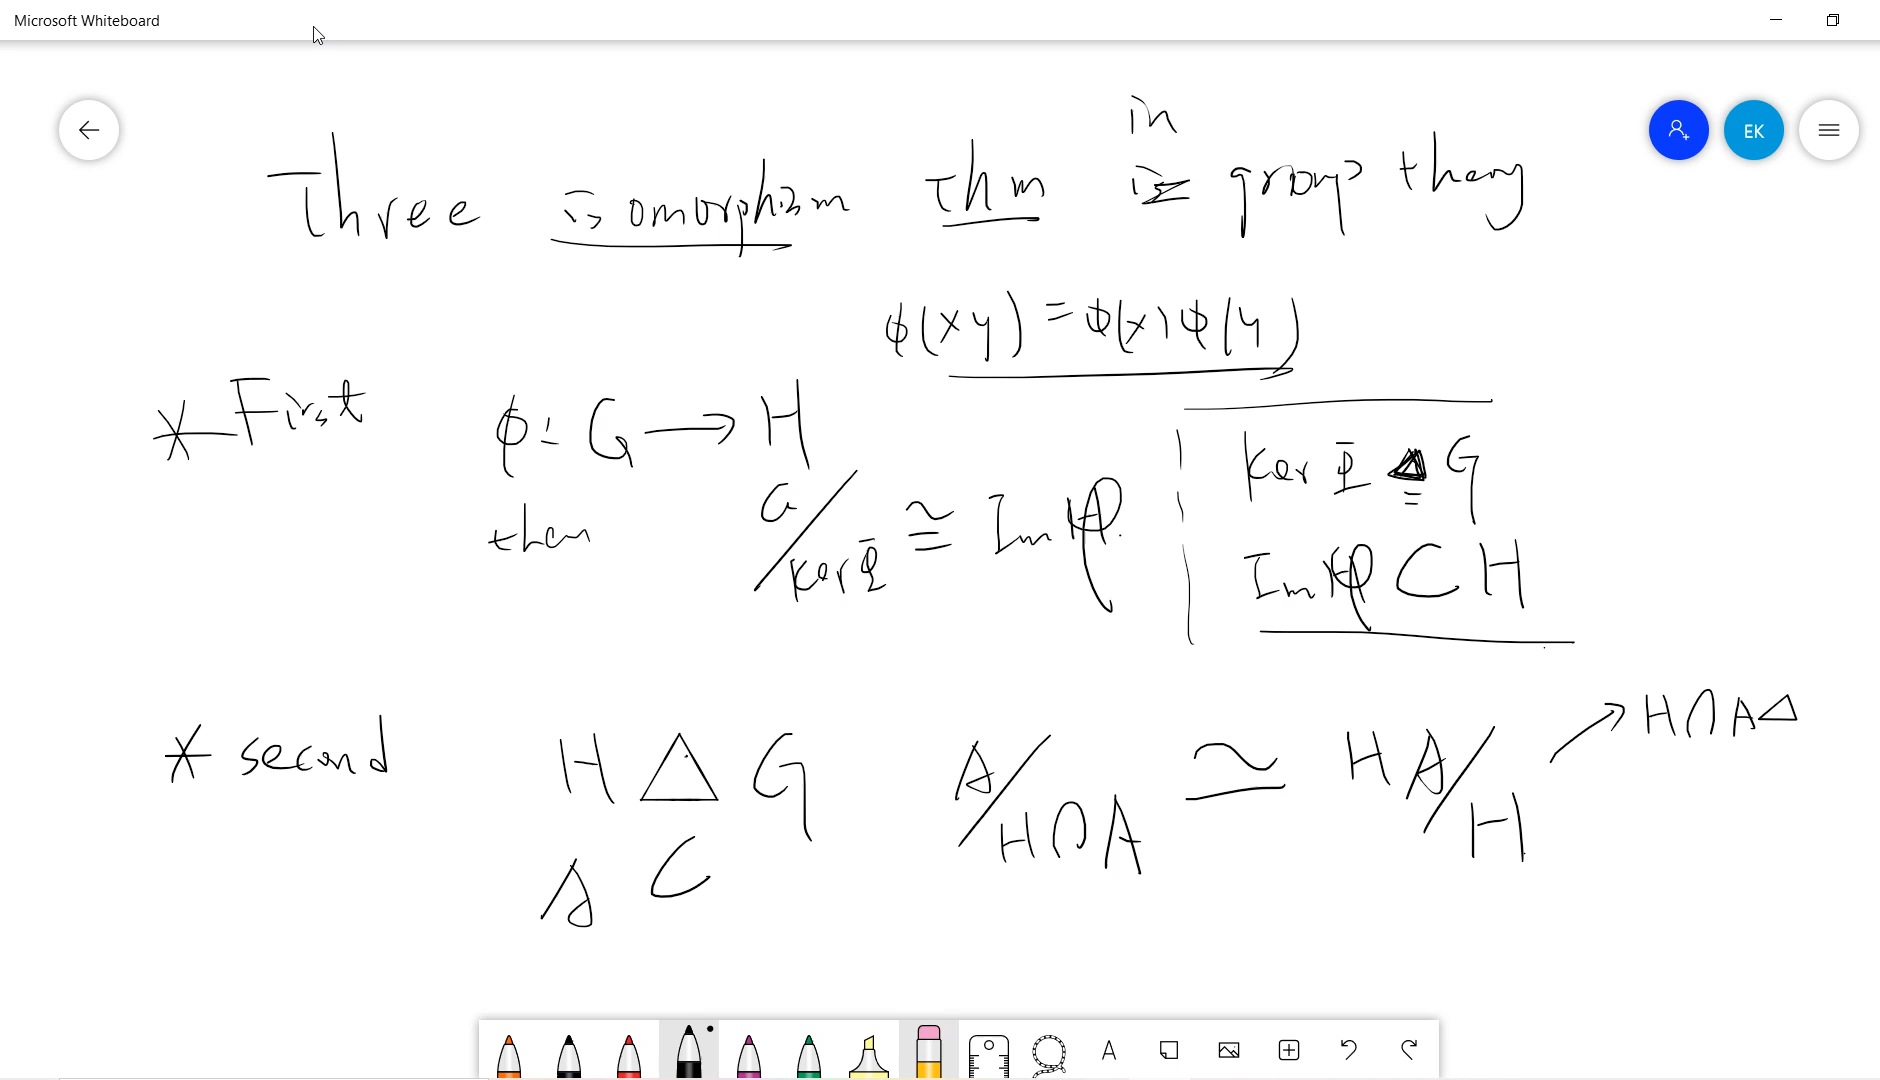 Microsoft Whiteboard
EK
in
Three isomorphism thm is group theory
ϕ(xy) = ϕ(x)ϕ(y)
* First ϕ: G → H
then G/Ker Φ ≅ Im φ.
Ker Φ △ G
Im φ ⊂ H
* second H △ G A/H∩A ≃ HA/H → H∩A△
A ⊂
A